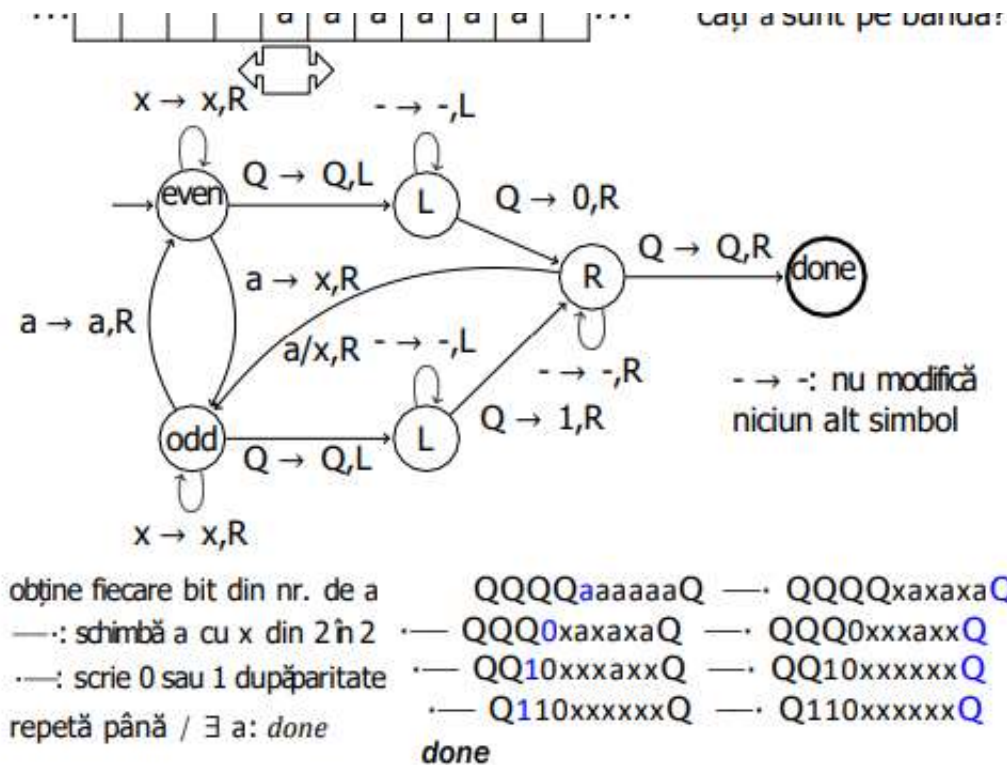 ... a a a a a a ...
câți a sunt pe bandă?
x → x,R
- → -,L
even
Q → Q,L
L
Q → 0,R
Q → Q,R
done
R
a → x,R
a → a,R
a/x,R
- → -,L
- → -,R
- → -: nu modifică
niciun alt simbol
odd
Q → Q,L
L
Q → 1,R
x → x,R
obține fiecare bit din nr. de a
—·: schimbă a cu x din 2 în 2
·—: scrie 0 sau 1 după paritate
repetă până / ∃ a: done
QQQQaaaaaaQ —· QQQQxaxaxaQ
·— QQQ0xaxaxaQ —· QQQ0xxxaxxQ
·— QQ10xxxaxxQ —· QQ10xxxxxxQ
·— Q110xxxxxxQ —· Q110xxxxxxQ
done